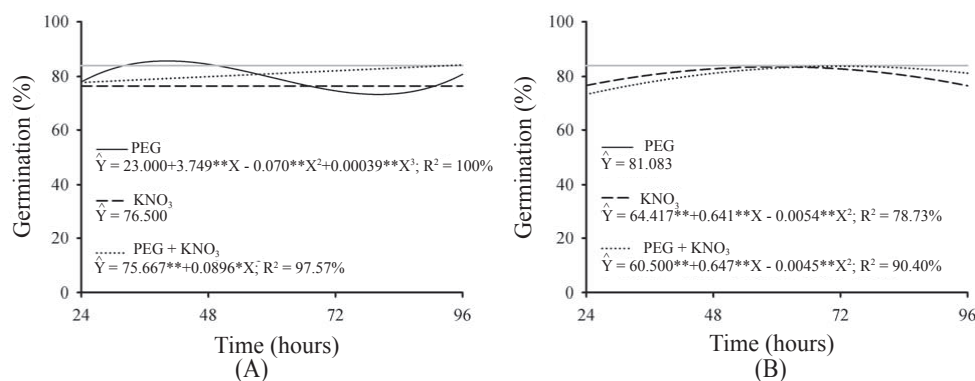 Germination (%)
100
80
60
40
20
0
PEG
Ŷ = 23.000+3.749**X - 0.070**X² +0.00039**X³; R² = 100%
KNO₃
Ŷ = 76.500
PEG + KNO₃
Ŷ = 75.667**+0.0896*X; R² = 97.57%
24 48 72 96
Time (hours)
(A)
Germination (%)
100
80
60
40
20
0
PEG
Ŷ = 81.083
KNO₃
Ŷ = 64.417**+0.641**X - 0.0054**X²; R² = 78.73%
PEG + KNO₃
Ŷ = 60.500**+0.647**X - 0.0045**X²; R² = 90.40%
24 48 72 96
Time (hours)
(B)